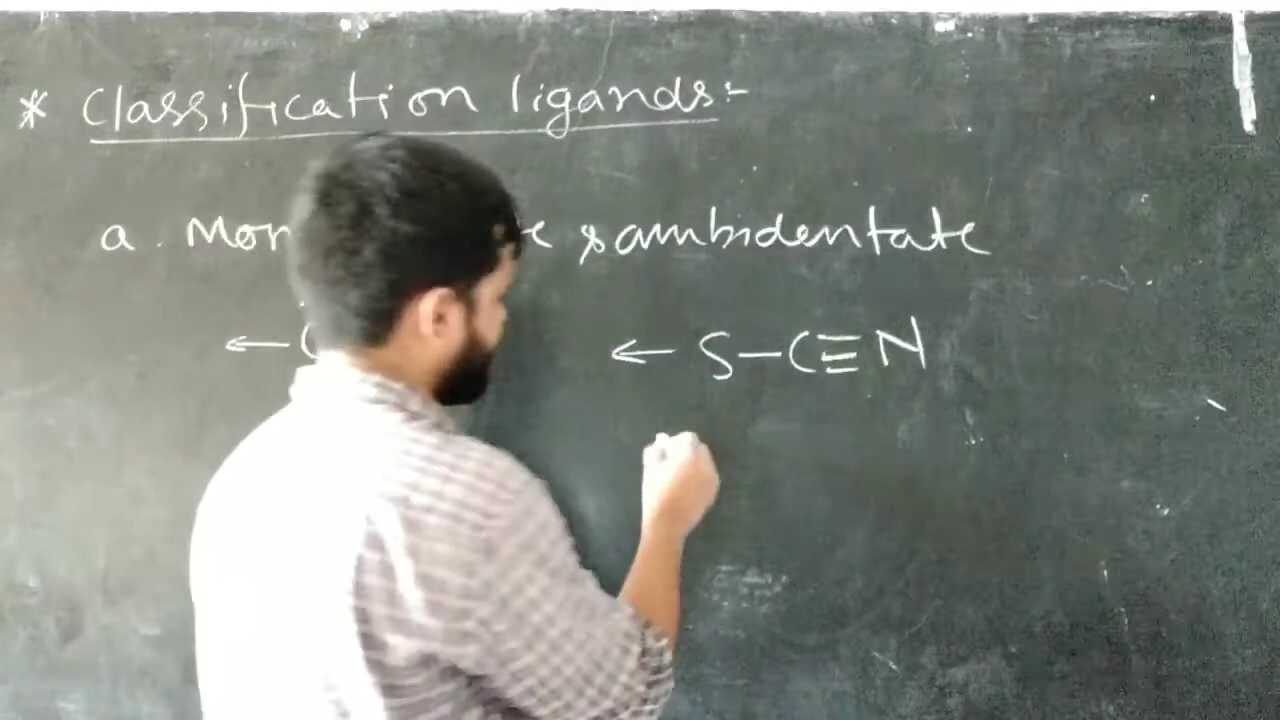 * Classification ligands:-
a. Mon e & ambidentate
← ← S-C≡N